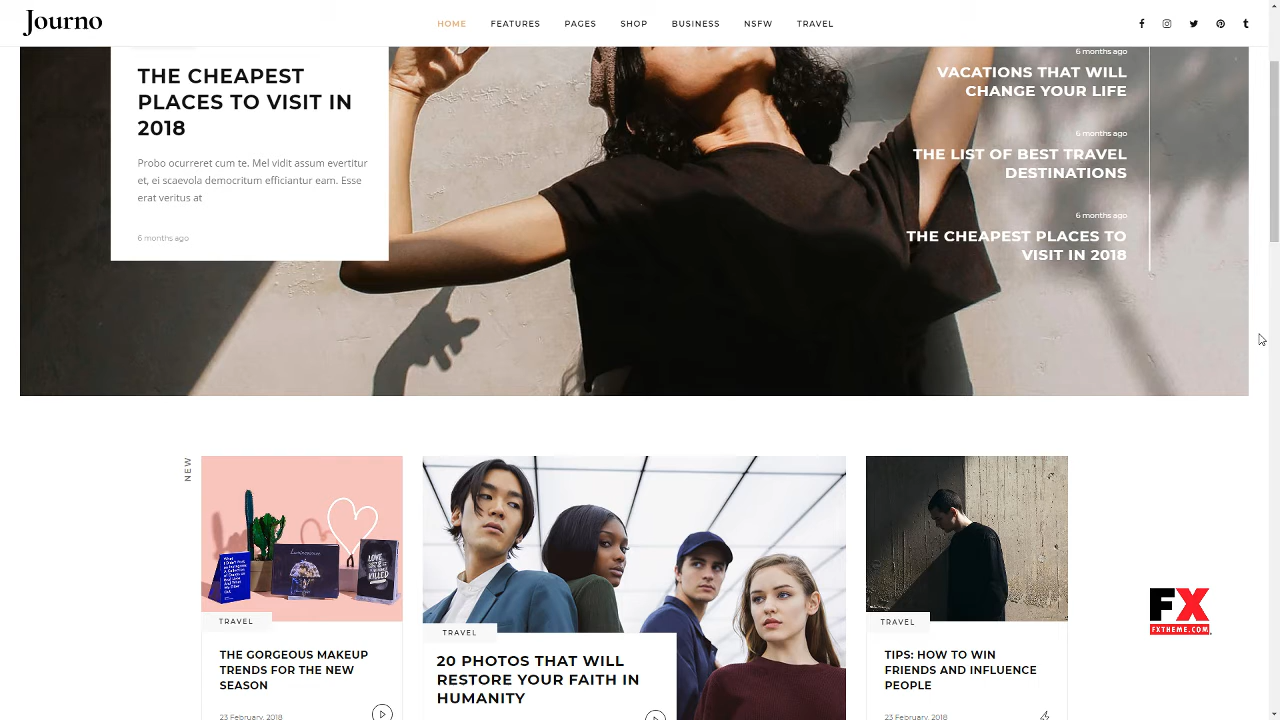 Journo
HOME FEATURES PAGES SHOP BUSINESS NSFW TRAVEL
THE CHEAPEST
PLACES TO VISIT IN
2018
Probo ocurreret cum te. Mel vidit assum evertitur
et, ei scaevola democritum efficiantur eam. Esse
erat veritus at
6 months ago
6 months ago
VACATIONS THAT WILL
CHANGE YOUR LIFE
6 months ago
THE LIST OF BEST TRAVEL
DESTINATIONS
6 months ago
THE CHEAPEST PLACES TO
VISIT IN 2018
NEW
TRAVEL
THE GORGEOUS MAKEUP
TRENDS FOR THE NEW
SEASON
23 February, 2018
TRAVEL
20 PHOTOS THAT WILL
RESTORE YOUR FAITH IN
HUMANITY
TRAVEL
TIPS: HOW TO WIN
FRIENDS AND INFLUENCE
PEOPLE
23 February, 2018
FX
FXTHEME.COM